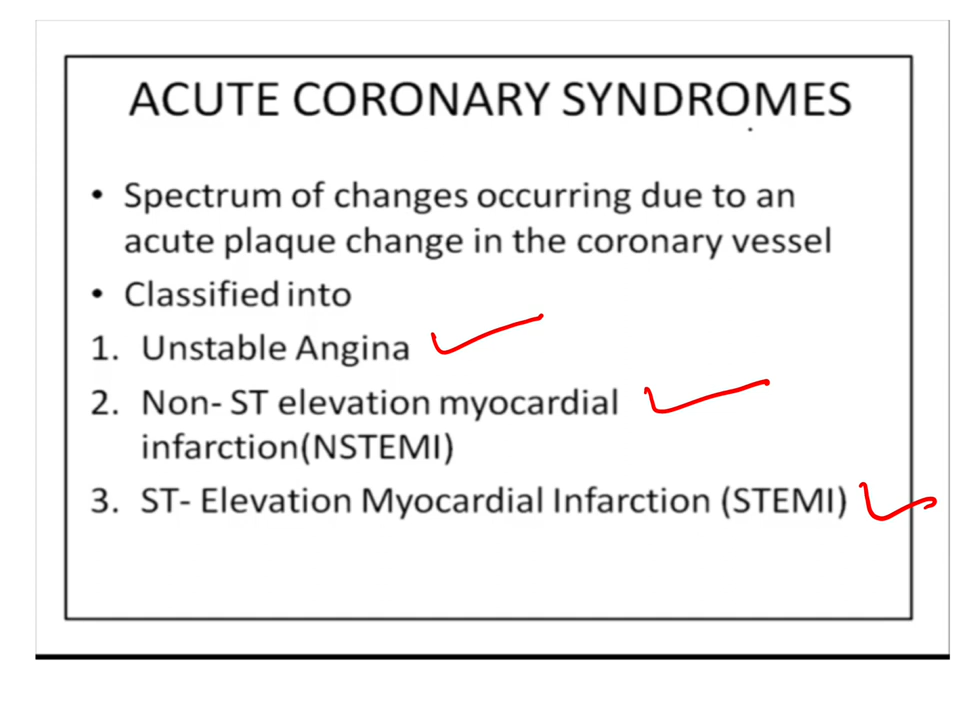 ACUTE CORONARY SYNDROMES
• Spectrum of changes occurring due to an
acute plaque change in the coronary vessel
• Classified into
1. Unstable Angina
2. Non- ST elevation myocardial
infarction(NSTEMI)
3. ST- Elevation Myocardial Infarction (STEMI)